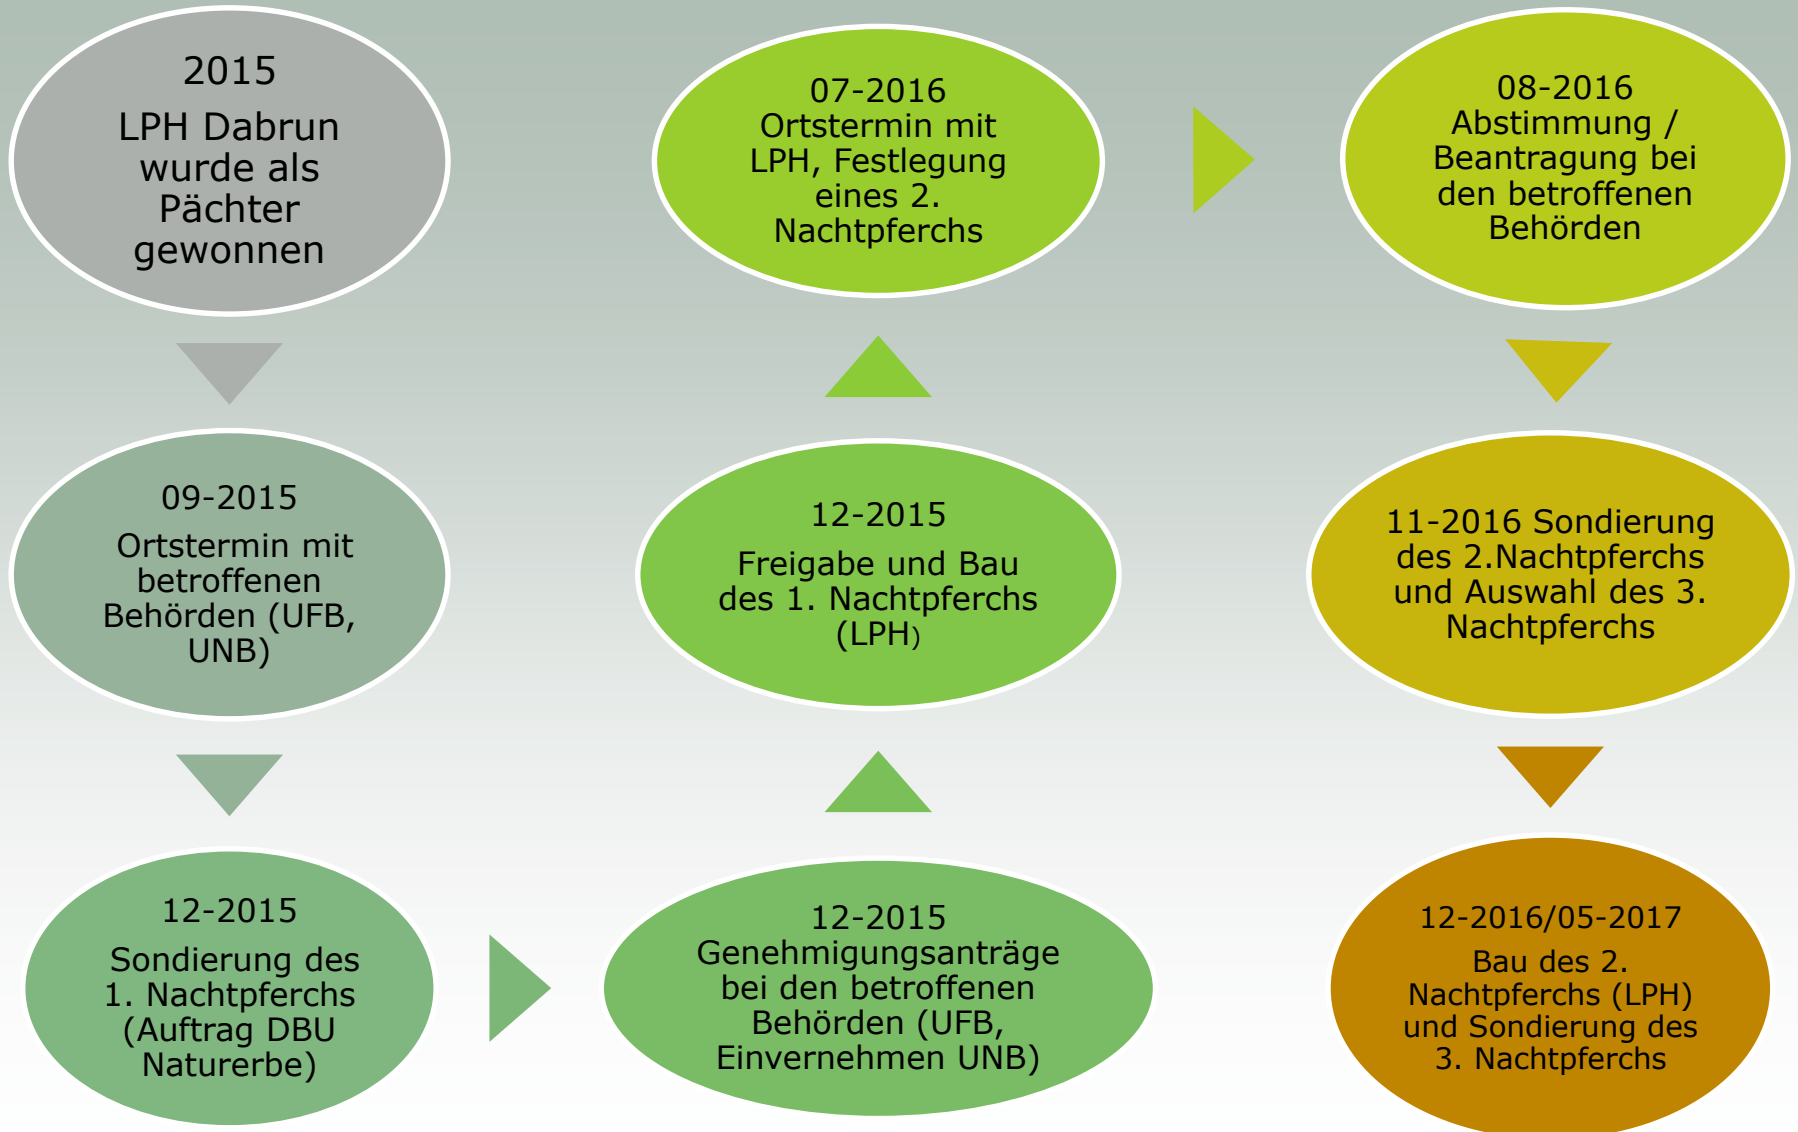 2015
LPH Dabrun
wurde als
Pächter
gewonnen
09-2015
Ortstermin mit
betroffenen
Behörden (UFB,
UNB)
12-2015
Sondierung des
1. Nachtpferchs
(Auftrag DBU
Naturerbe)
12-2015
Genehmigungsanträge
bei den betroffenen
Behörden (UFB,
Einvernehmen UNB)
12-2015
Freigabe und Bau
des 1. Nachtpferchs
(LPH)
07-2016
Ortstermin mit
LPH, Festlegung
eines 2.
Nachtpferchs
08-2016
Abstimmung /
Beantragung bei
den betroffenen
Behörden
11-2016 Sondierung
des 2.Nachtpferchs
und Auswahl des 3.
Nachtpferchs
12-2016/05-2017
Bau des 2.
Nachtpferchs (LPH)
und Sondierung des
3. Nachtpferchs